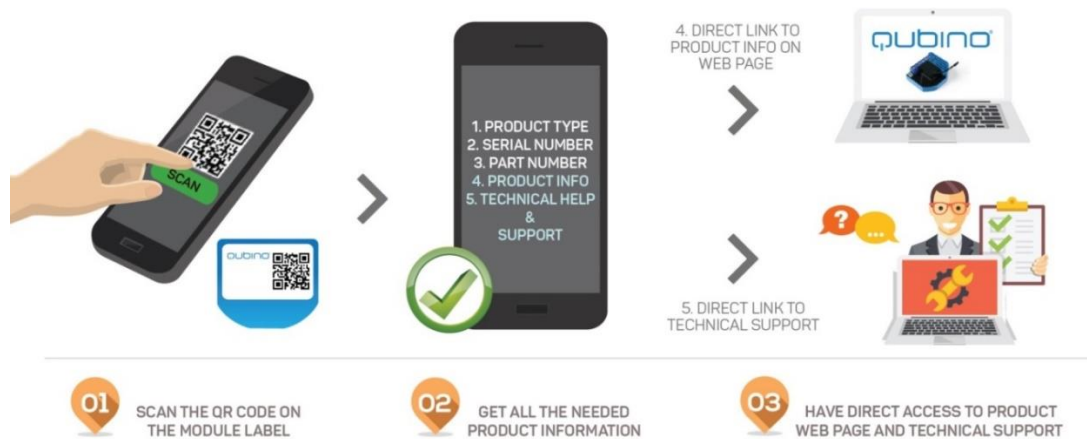 SCAN
QUBINO
1. PRODUCT TYPE
2. SERIAL NUMBER
3. PART NUMBER
4. PRODUCT INFO
5. TECHNICAL HELP
&
SUPPORT
4. DIRECT LINK TO
PRODUCT INFO ON
WEB PAGE
QUBINO®
?
...
5. DIRECT LINK TO
TECHNICAL SUPPORT
01
SCAN THE QR CODE ON
THE MODULE LABEL
02
GET ALL THE NEEDED
PRODUCT INFORMATION
03
HAVE DIRECT ACCESS TO PRODUCT
WEB PAGE AND TECHNICAL SUPPORT